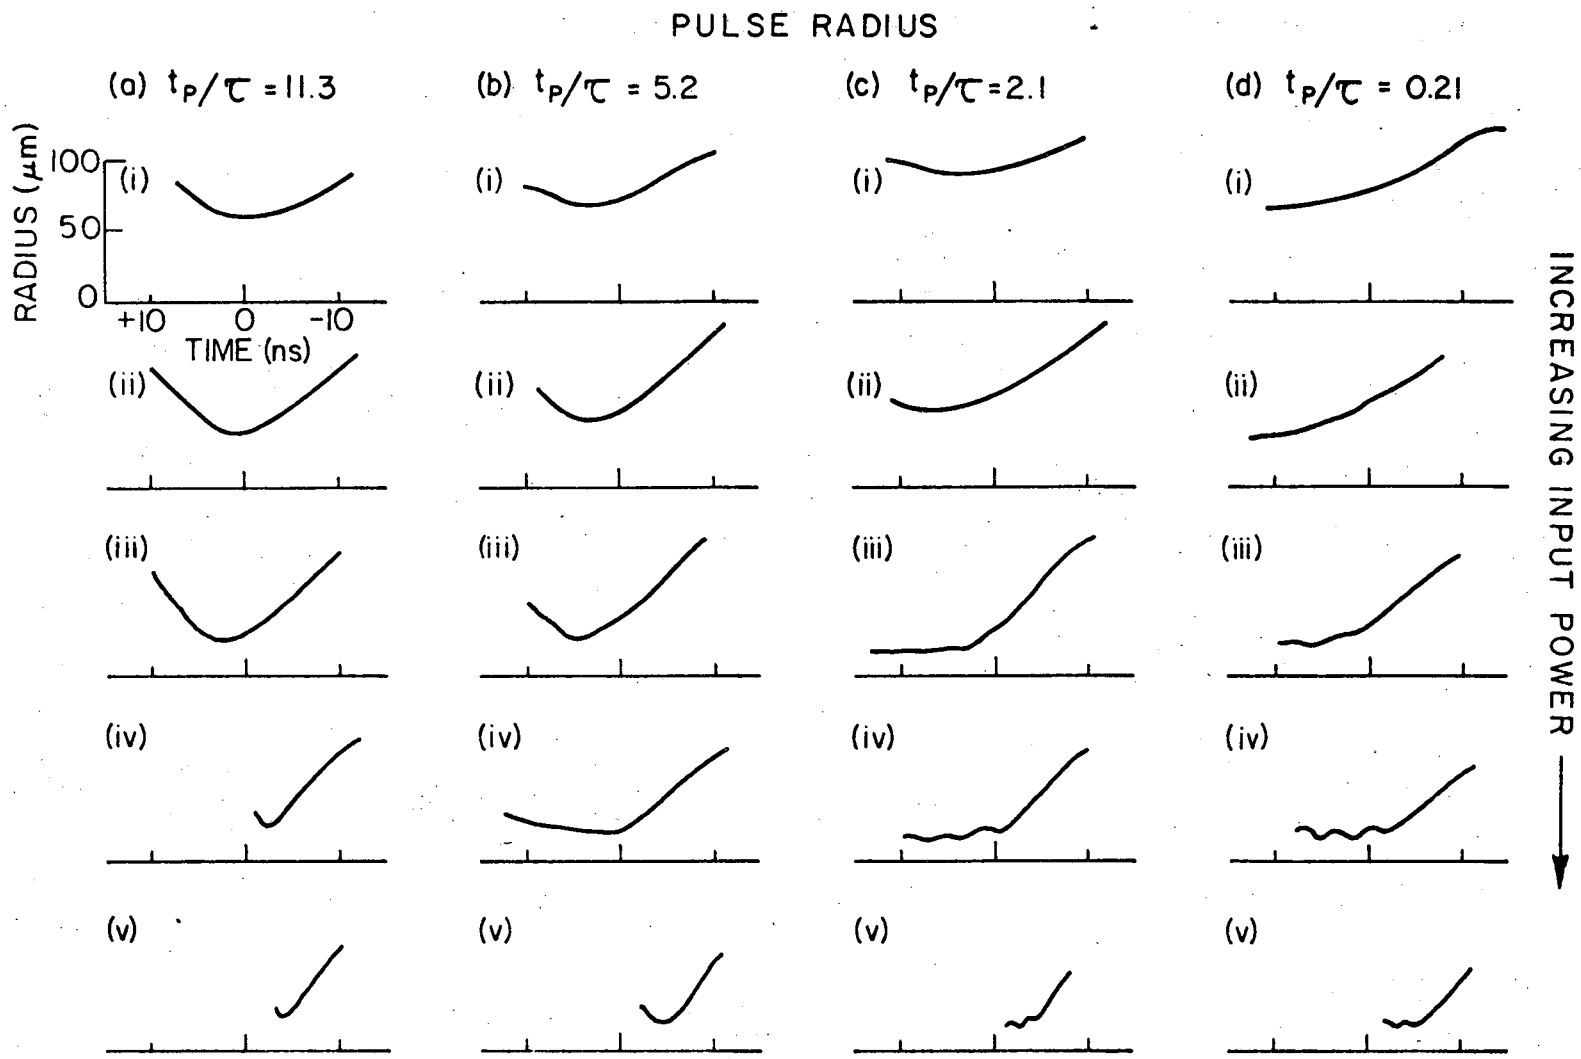 PULSE RADIUS
(a) tP/τ = 11.3
(b) tP/τ = 5.2
(c) tP/τ = 2.1
(d) tP/τ = 0.21
RADIUS (μm)
100
50
0
+10 0 -10
TIME (ns)
(i)
(i)
(i)
(i)
(ii)
(ii)
(ii)
(ii)
(iii)
(iii)
(iii)
(iii)
(iv)
(iv)
(iv)
(iv)
(v)
(v)
(v)
(v)
INCREASING INPUT POWER